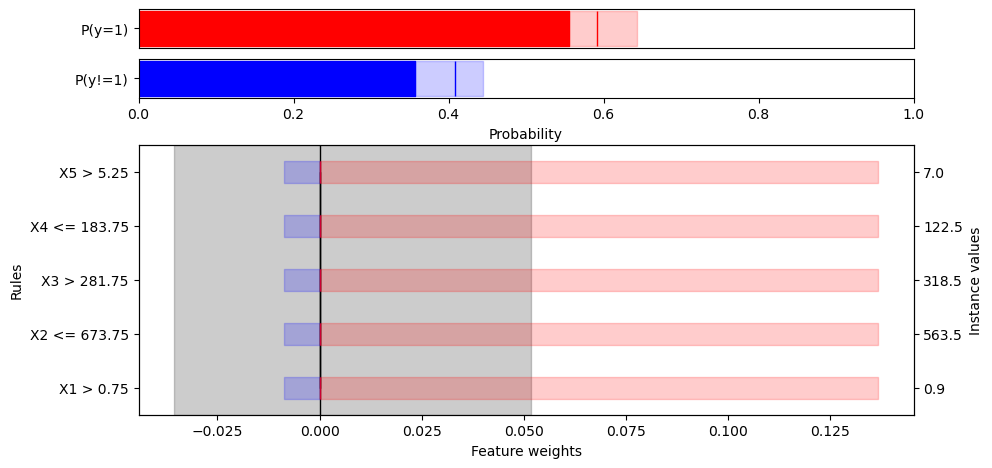 P(y=1)
P(y!=1)
0.0 0.2 0.4 0.6 0.8 1.0
Probability
X5 > 5.25 7.0
X4 <= 183.75 122.5
X3 > 281.75 318.5
X2 <= 673.75 563.5
X1 > 0.75 0.9
Rules
Instance values
−0.025 0.000 0.025 0.050 0.075 0.100 0.125
Feature weights